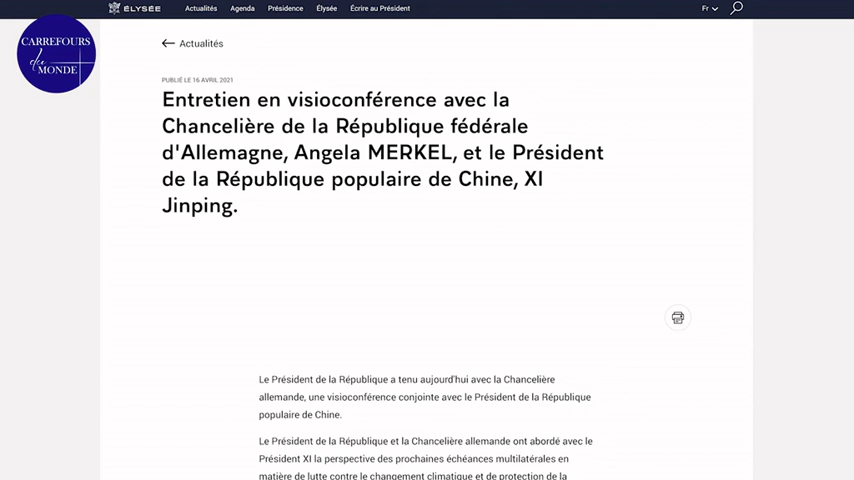 ÉLYSÉE Actualités Agenda Présidence Élysée Écrire au Président Fr
CARREFOURS
du
MONDE
← Actualités
PUBLIÉ LE 16 AVRIL 2021
Entretien en visioconférence avec la
Chancelière de la République fédérale
d'Allemagne, Angela MERKEL, et le Président
de la République populaire de Chine, XI
Jinping.
Le Président de la République a tenu aujourd'hui avec la Chancelière
allemande, une visioconférence conjointe avec le Président de la République
populaire de Chine.
Le Président de la République et la Chancelière allemande ont abordé avec le
Président XI la perspective des prochaines échéances multilatérales en
matière de lutte contre le changement climatique et de protection de la